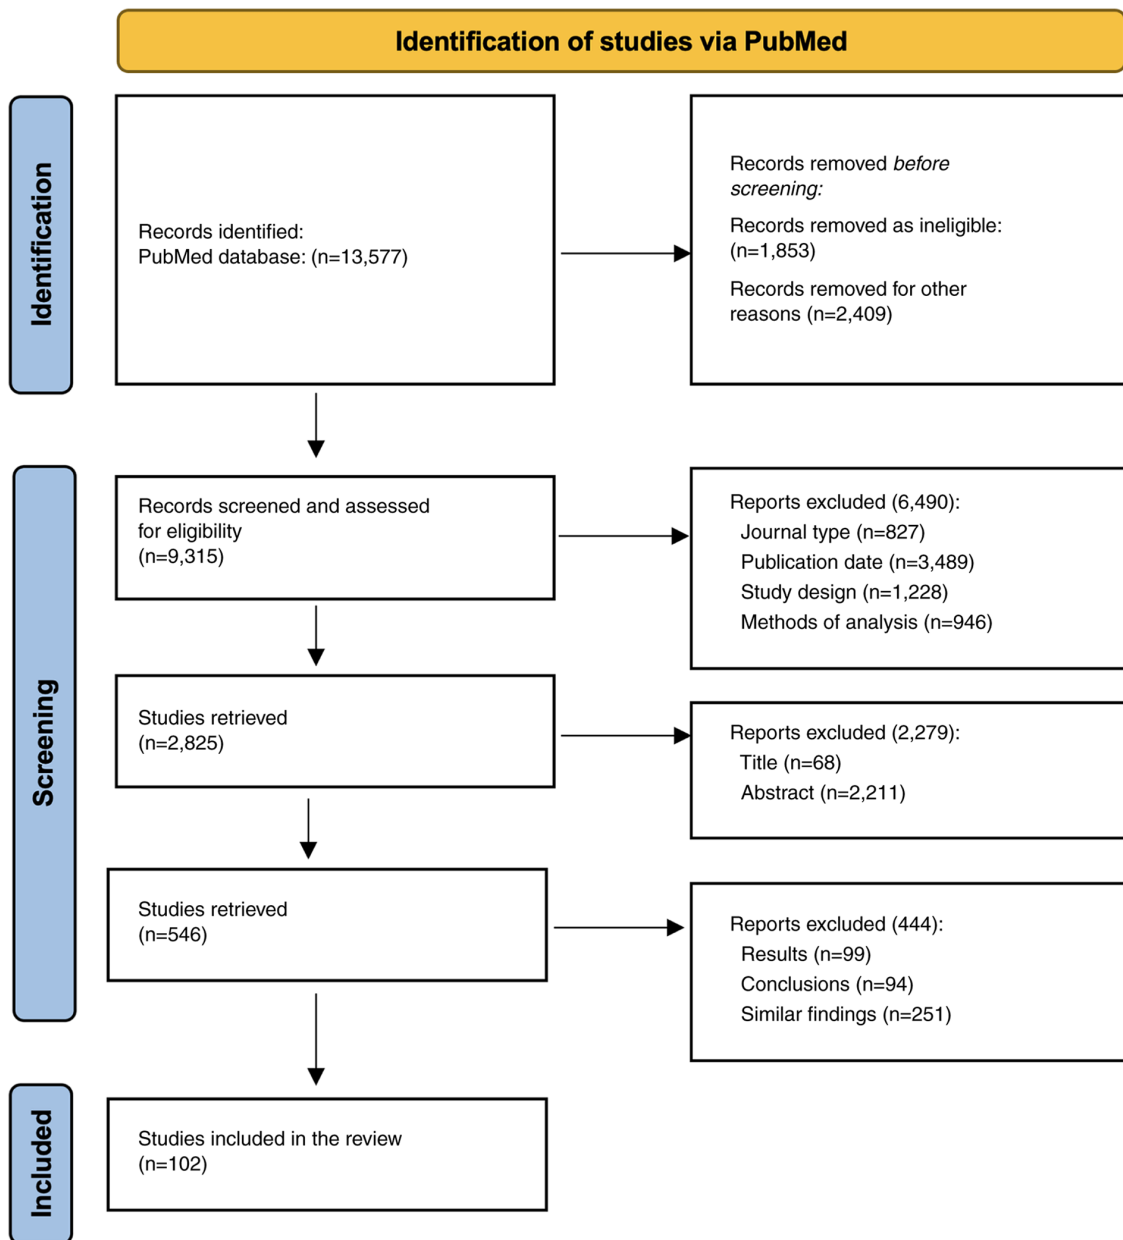 Identification of studies via PubMed
Identification
Records identified:
PubMed database: (n=13,577)
Records removed before
screening:
Records removed as ineligible:
(n=1,853)
Records removed for other
reasons (n=2,409)
Screening
Records screened and assessed
for eligibility
(n=9,315)
Reports excluded (6,490):
Journal type (n=827)
Publication date (n=3,489)
Study design (n=1,228)
Methods of analysis (n=946)
Studies retrieved
(n=2,825)
Reports excluded (2,279):
Title (n=68)
Abstract (n=2,211)
Studies retrieved
(n=546)
Reports excluded (444):
Results (n=99)
Conclusions (n=94)
Similar findings (n=251)
Included
Studies included in the review
(n=102)